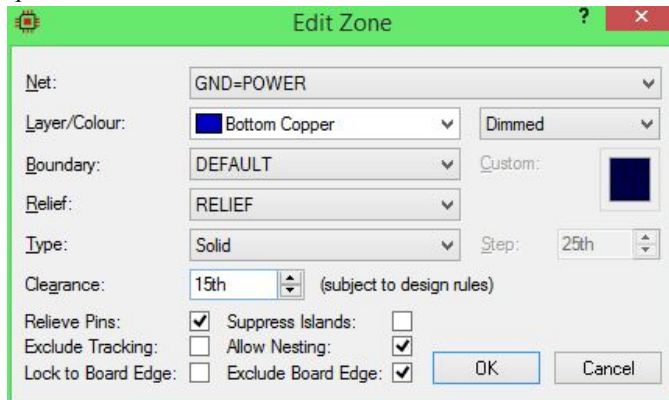 Edit Zone ?
Net: GND=POWER
Layer/Colour: Bottom Copper Dimmed
Boundary: DEFAULT Custom:
Relief: RELIEF
Type: Solid Step: 25th
Clearance: 15th (subject to design rules)
Relieve Pins: Suppress Islands:
Exclude Tracking: Allow Nesting:
Lock to Board Edge: Exclude Board Edge: OK Cancel